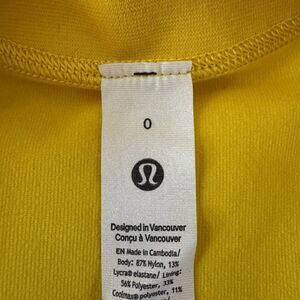 0
Designed in Vancouver
Conçu à Vancouver
EN Made in Cambodia/
Body: 87% Nylon, 13%
Lycra® elastane/ Lining:
56% Polyester, 33%
Coolmax® polyester, 11%